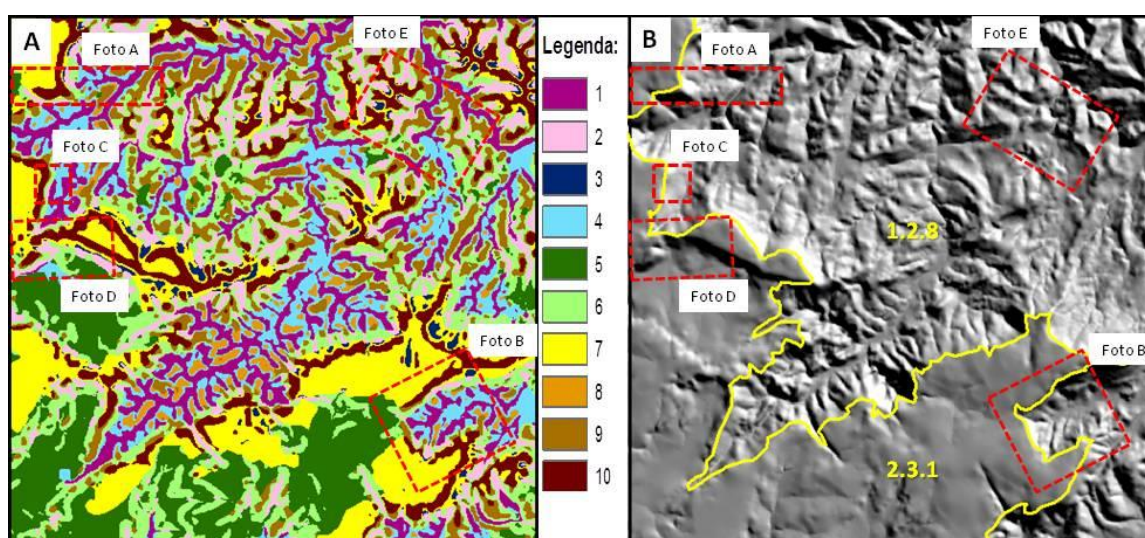 A
Foto A
Foto E
Foto C
Foto D
Foto B
Legenda:
1
2
3
4
5
6
7
8
9
10
B
Foto A
Foto E
Foto C
1.2.8
Foto D
Foto B
2.3.1